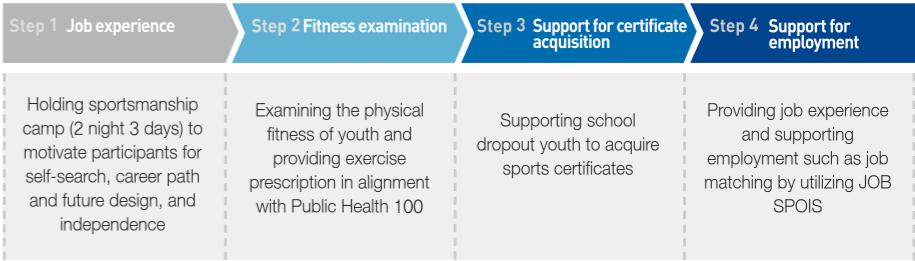 Step 1 Job experience
Step 2 Fitness examination
Step 3 Support for certificate
acquisition
Step 4 Support for
employment
Holding sportsmanship
camp (2 night 3 days) to
motivate participants for
self-search, career path
and future design, and
independence
Examining the physical
fitness of youth and
providing exercise
prescription in alignment
with Public Health 100
Supporting school
dropout youth to acquire
sports certificates
Providing job experience
and supporting
employment such as job
matching by utilizing JOB
SPOIS